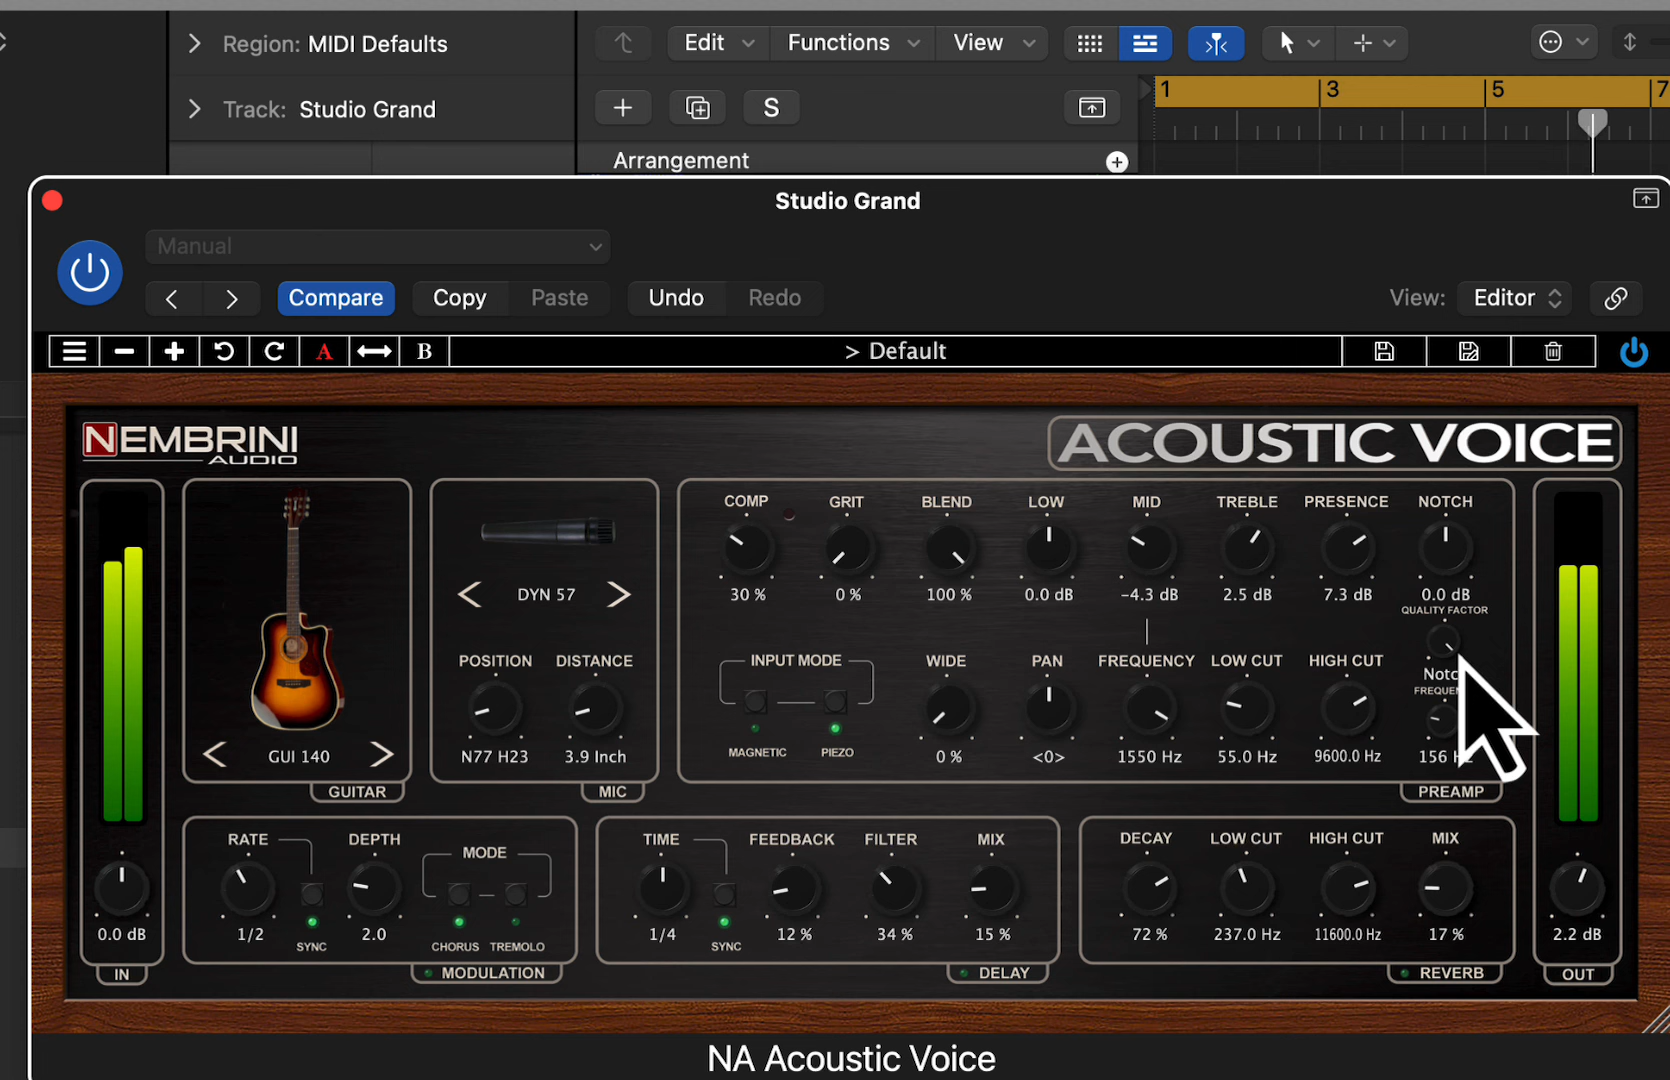 Region: MIDI Defaults
Edit
Functions
View
Track: Studio Grand
S
1
3
5
7
Arrangement
Studio Grand
Manual
Compare
Copy
Paste
Undo
Redo
View:
Editor
A
B
> Default
NEMBRINI
AUDIO
ACOUSTIC VOICE
COMP
GRIT
BLEND
LOW
MID
TREBLE
PRESENCE
NOTCH
30 %
0 %
100 %
0.0 dB
-4.3 dB
2.5 dB
7.3 dB
0.0 dB
QUALITY FACTOR
DYN 57
POSITION
DISTANCE
INPUT MODE
WIDE
PAN
FREQUENCY
LOW CUT
HIGH CUT
MAGNETIC
PIEZO
GUI 140
N77 H23
3.9 Inch
0 %
<0>
1550 Hz
55.0 Hz
9600.0 Hz
156
GUITAR
MIC
PREAMP
RATE
DEPTH
MODE
TIME
FEEDBACK
FILTER
MIX
DECAY
LOW CUT
HIGH CUT
MIX
0.0 dB
1/2
SYNC
2.0
CHORUS
TREMOLO
1/4
SYNC
12 %
34 %
15 %
72 %
237.0 Hz
11600.0 Hz
17 %
2.2 dB
IN
MODULATION
DELAY
REVERB
OUT
NA Acoustic Voice